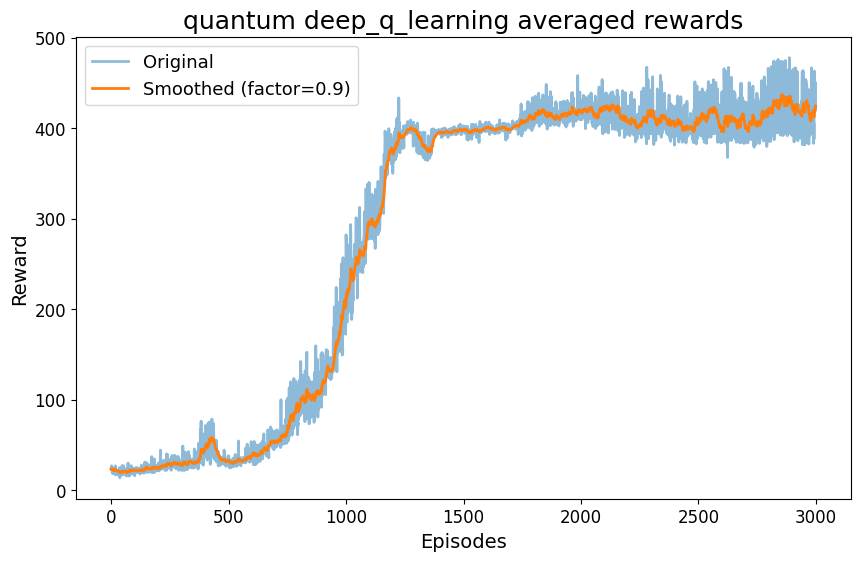 quantum deep_q_learning averaged rewards
Original
Smoothed (factor=0.9)
500
400
300
200
100
0
Reward
0 500 1000 1500 2000 2500 3000
Episodes